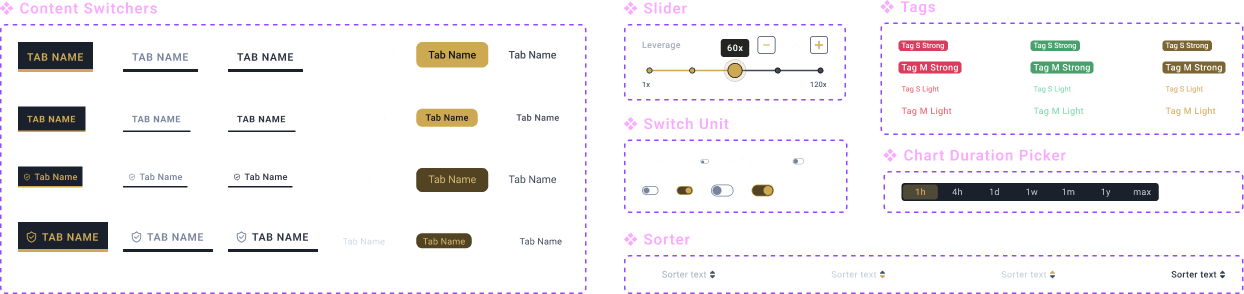 Content Switchers
TAB NAME TAB NAME TAB NAME Tab Name Tab Name
TAB NAME TAB NAME TAB NAME Tab Name Tab Name
Tab Name Tab Name Tab Name Tab Name Tab Name
TAB NAME TAB NAME TAB NAME Tab Name Tab Name Tab Name
Slider
Leverage 60x
1x 120x
Switch Unit
Tags
Tag S Strong Tag S Strong Tag S Strong
Tag M Strong Tag M Strong Tag M Strong
Tag S Light Tag S Light Tag S Light
Tag M Light Tag M Light Tag M Light
Chart Duration Picker
1h 4h 1d 1w 1m 1y max
Sorter
Sorter text Sorter text Sorter text Sorter text